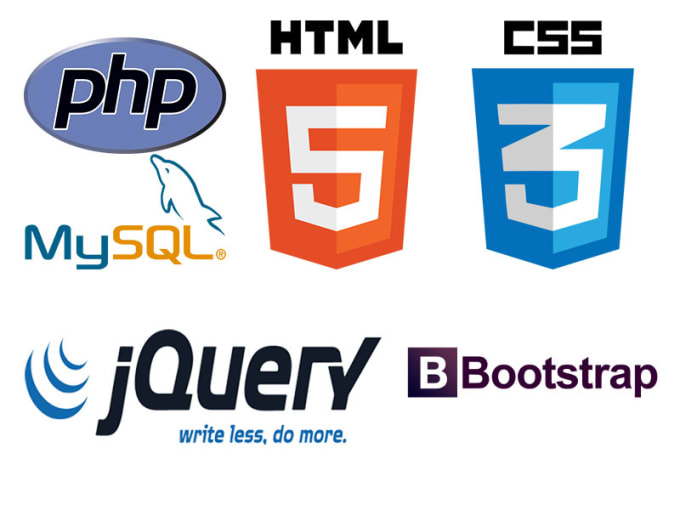 php
HTML
5
CSS
3
MySQL®
jQuery
write less, do more.
B Bootstrap